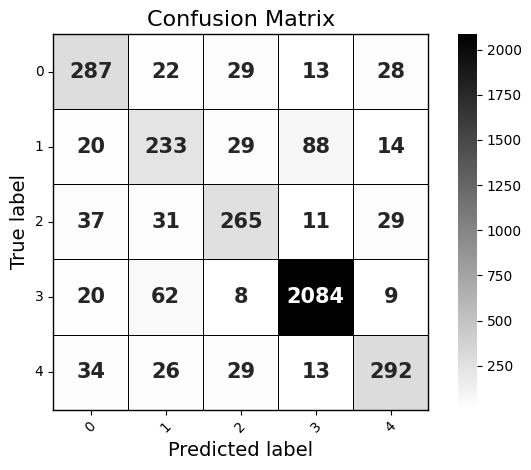 Confusion Matrix
True label
0 287 22 29 13 28
1 20 233 29 88 14
2 37 31 265 11 29
3 20 62 8 2084 9
4 34 26 29 13 292
0 1 2 3 4
Predicted label
2000
1750
1500
1250
1000
750
500
250